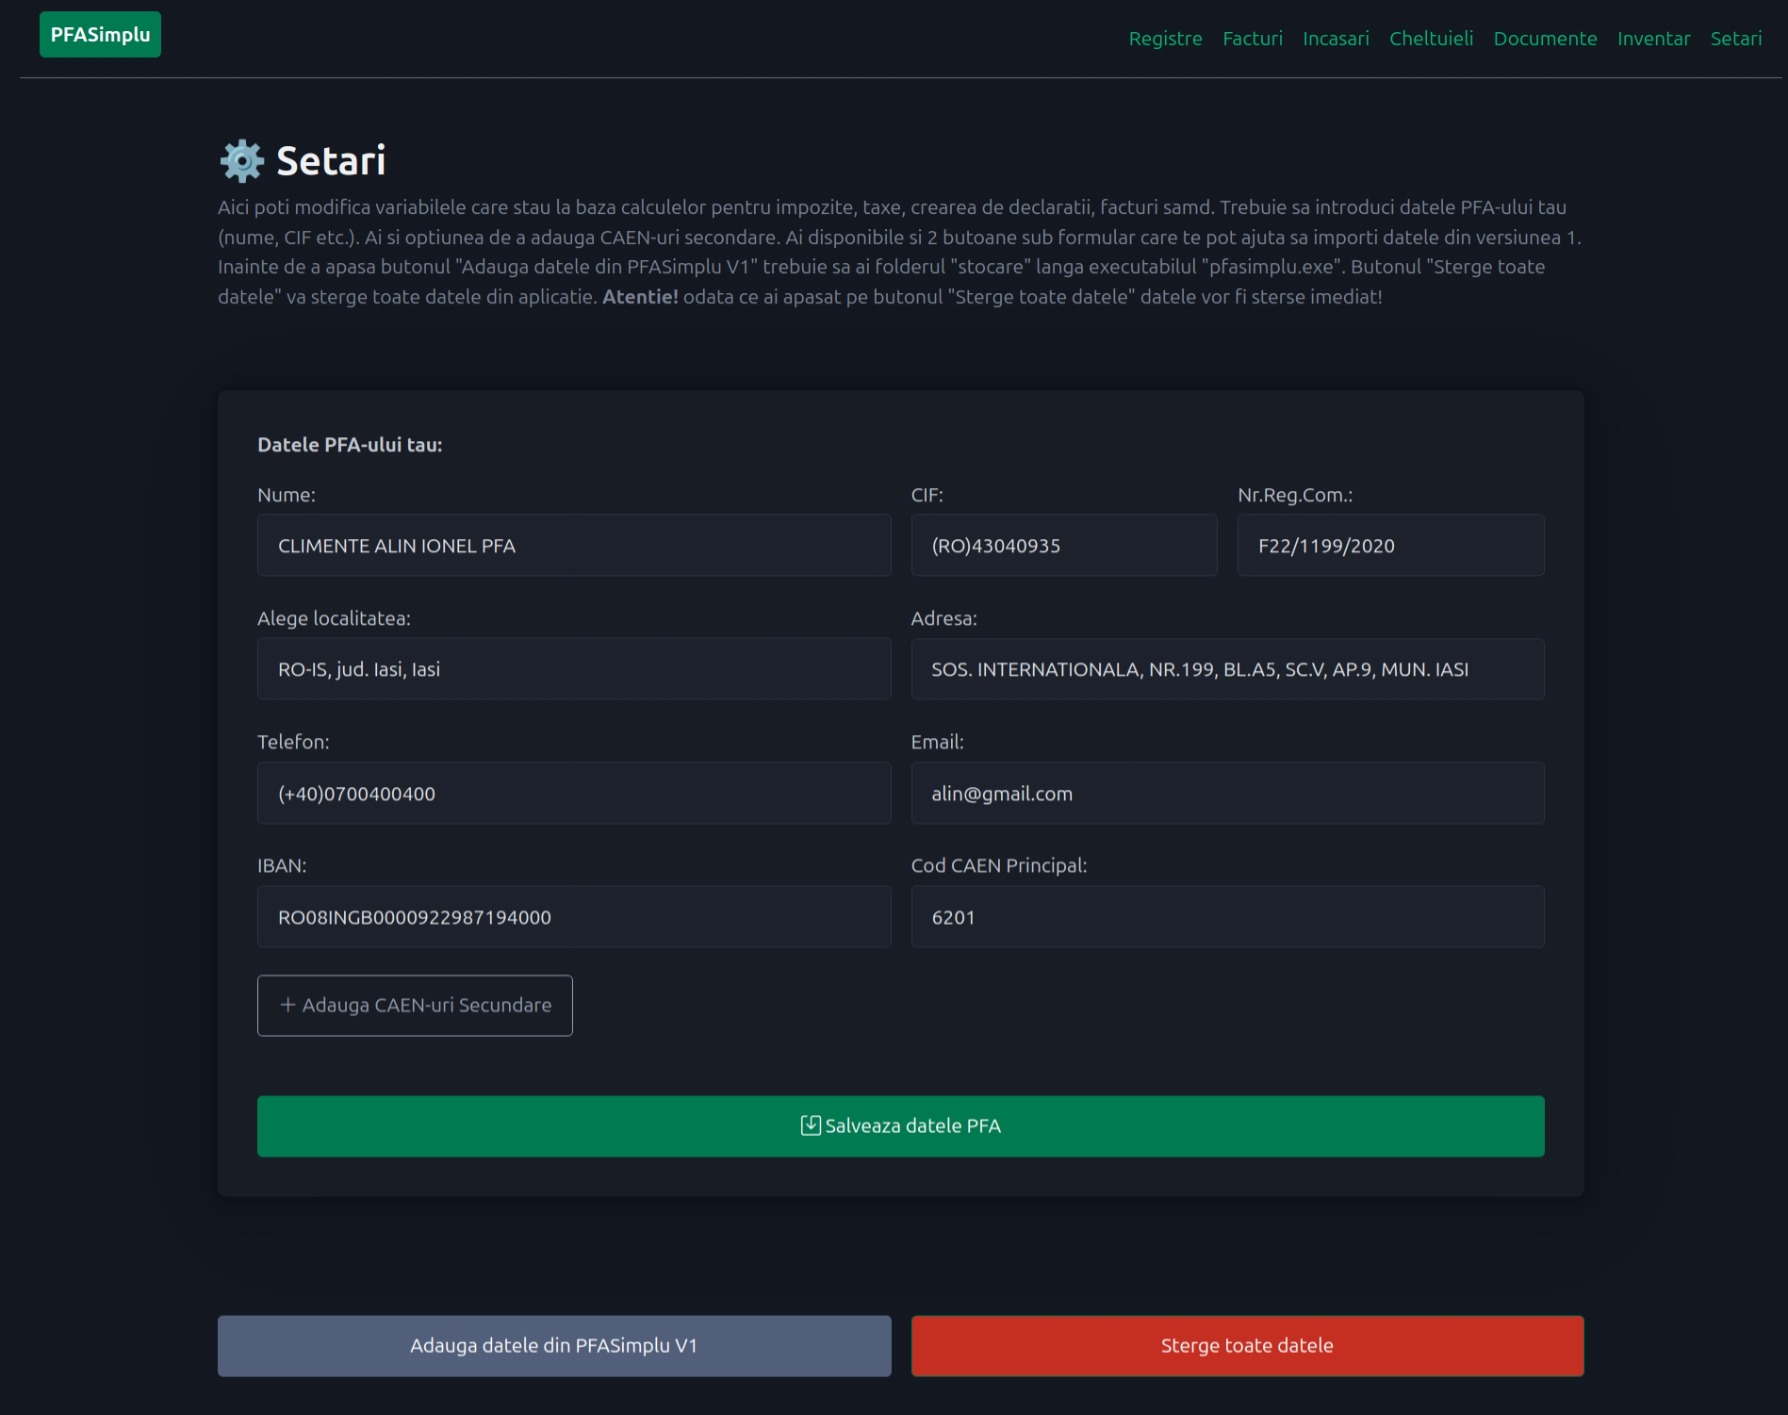 PFASimplu
Registre Facturi Incasari Cheltuieli Documente Inventar Setari
Setari
Aici poti modifica variabilele care stau la baza calculelor pentru impozite, taxe, crearea de declaratii, facturi samd. Trebuie sa introduci datele PFA-ului tau
(nume, CIF etc.). Ai si optiunea de a adauga CAEN-uri secondare. Ai disponibile si 2 butoane sub formular care te pot ajuta sa importi datele din versiunea 1.
Inainte de a apasa butonul "Adauga datele din PFASimplu V1" trebuie sa ai folderul "stocare" langa executabilul "pfasimplu.exe". Butonul "Sterge toate
datele" va sterge toate datele din aplicatie. Atentie! odata ce ai apasat pe butonul "Sterge toate datele" datele vor fi sterse imediat!
Datele PFA-ului tau:
Nume: CIF: Nr.Reg.Com.:
CLIMENTE ALIN IONEL PFA (RO)43040935 F22/1199/2020
Alege localitatea: Adresa:
RO-IS, jud. Iasi, Iasi SOS. INTERNATIONALA, NR.199, BL.A5, SC.V, AP.9, MUN. IASI
Telefon: Email:
(+40)0700400400 alin@gmail.com
IBAN: Cod CAEN Principal:
RO08INGB0000922987194000 6201
+ Adauga CAEN-uri Secundare
Salveaza datele PFA
Adauga datele din PFASimplu V1 Sterge toate datele